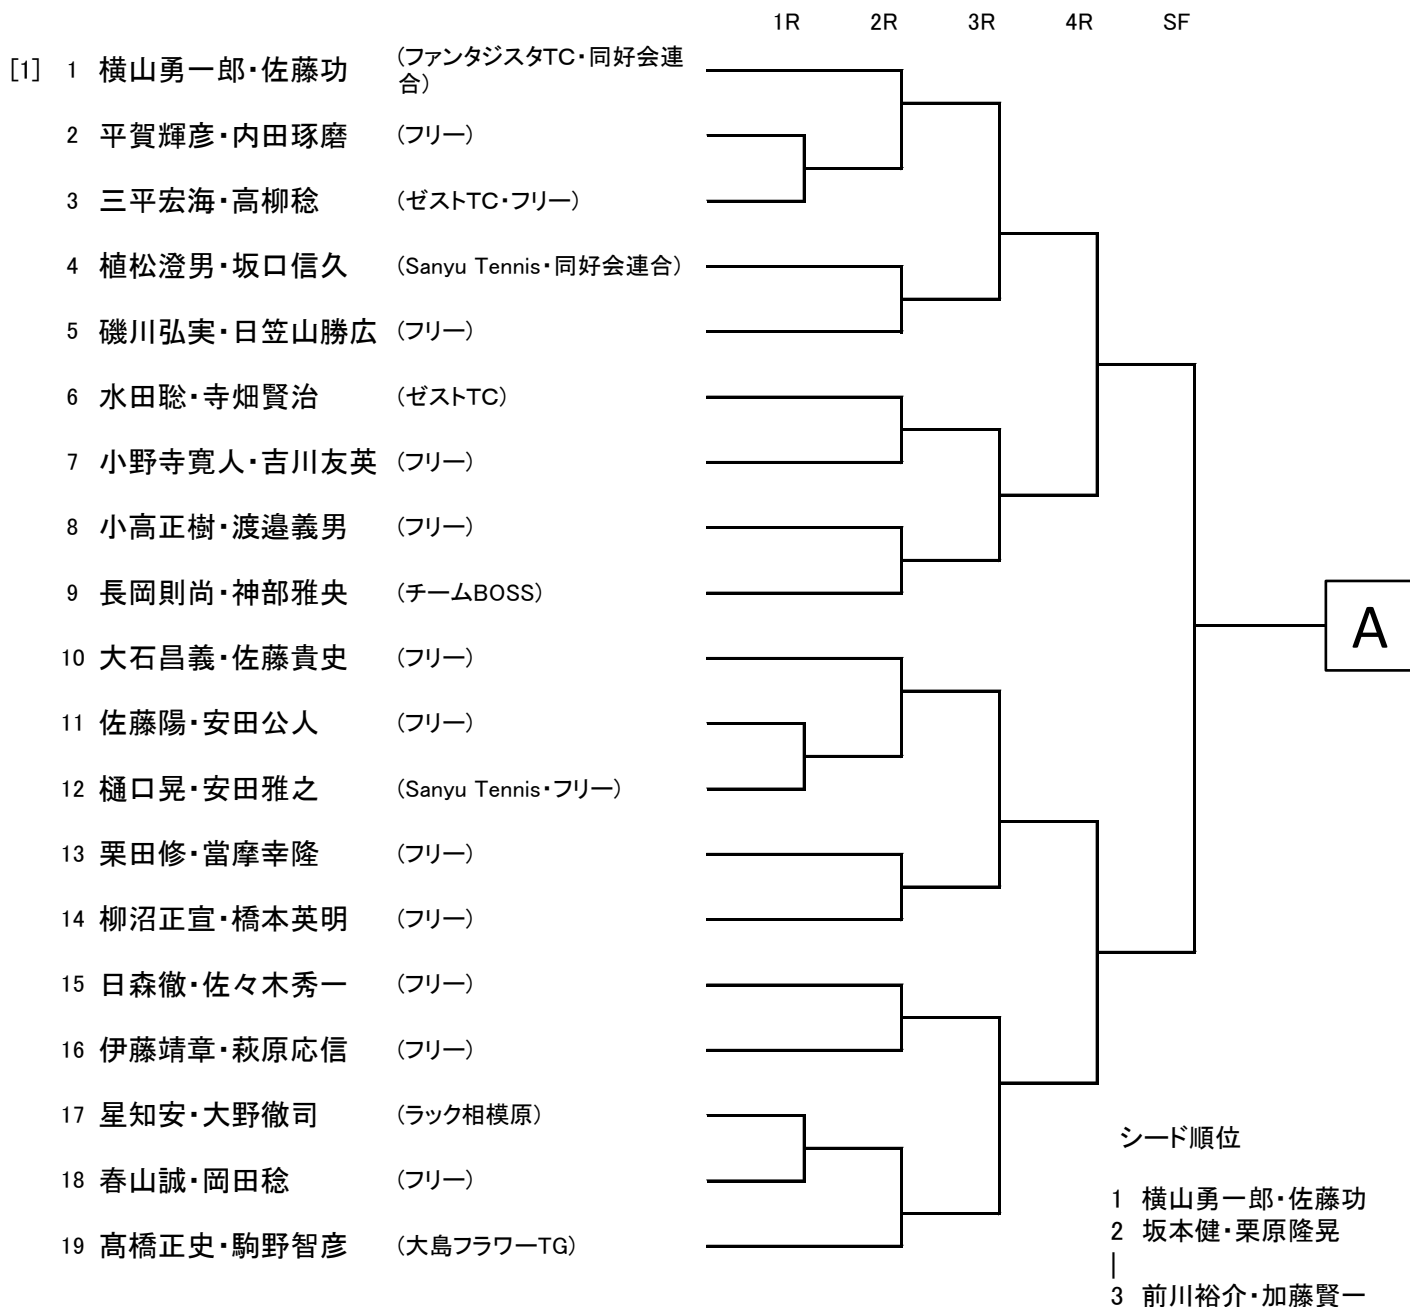 1R 2R 3R 4R SF
[1] 1 横山勇一郎・佐藤功 (ファンタジスタTC・同好会連
合)
2 平賀輝彦・内田琢磨 (フリー)
3 三平宏海・高柳稔 (ゼストTC・フリー)
4 植松澄男・坂口信久 (Sanyu Tennis・同好会連合)
5 磯川弘実・日笠山勝広 (フリー)
6 水田聡・寺畑賢治 (ゼストTC)
7 小野寺寛人・吉川友英 (フリー)
8 小高正樹・渡邉義男 (フリー)
9 長岡則尚・神部雅央 (チームBOSS)
A
10 大石昌義・佐藤貴史 (フリー)
11 佐藤陽・安田公人 (フリー)
12 樋口晃・安田雅之 (Sanyu Tennis・フリー)
13 栗田修・當摩幸隆 (フリー)
14 柳沼正宣・橋本英明 (フリー)
15 日森徹・佐々木秀一 (フリー)
16 伊藤靖章・萩原応信 (フリー)
17 星知安・大野徹司 (ラック相模原)
18 春山誠・岡田稔 (フリー)
19 髙橋正史・駒野智彦 (大島フラワーTG)
シード順位
1 横山勇一郎・佐藤功
2 坂本健・栗原隆晃
|
3 前川裕介・加藤賢一